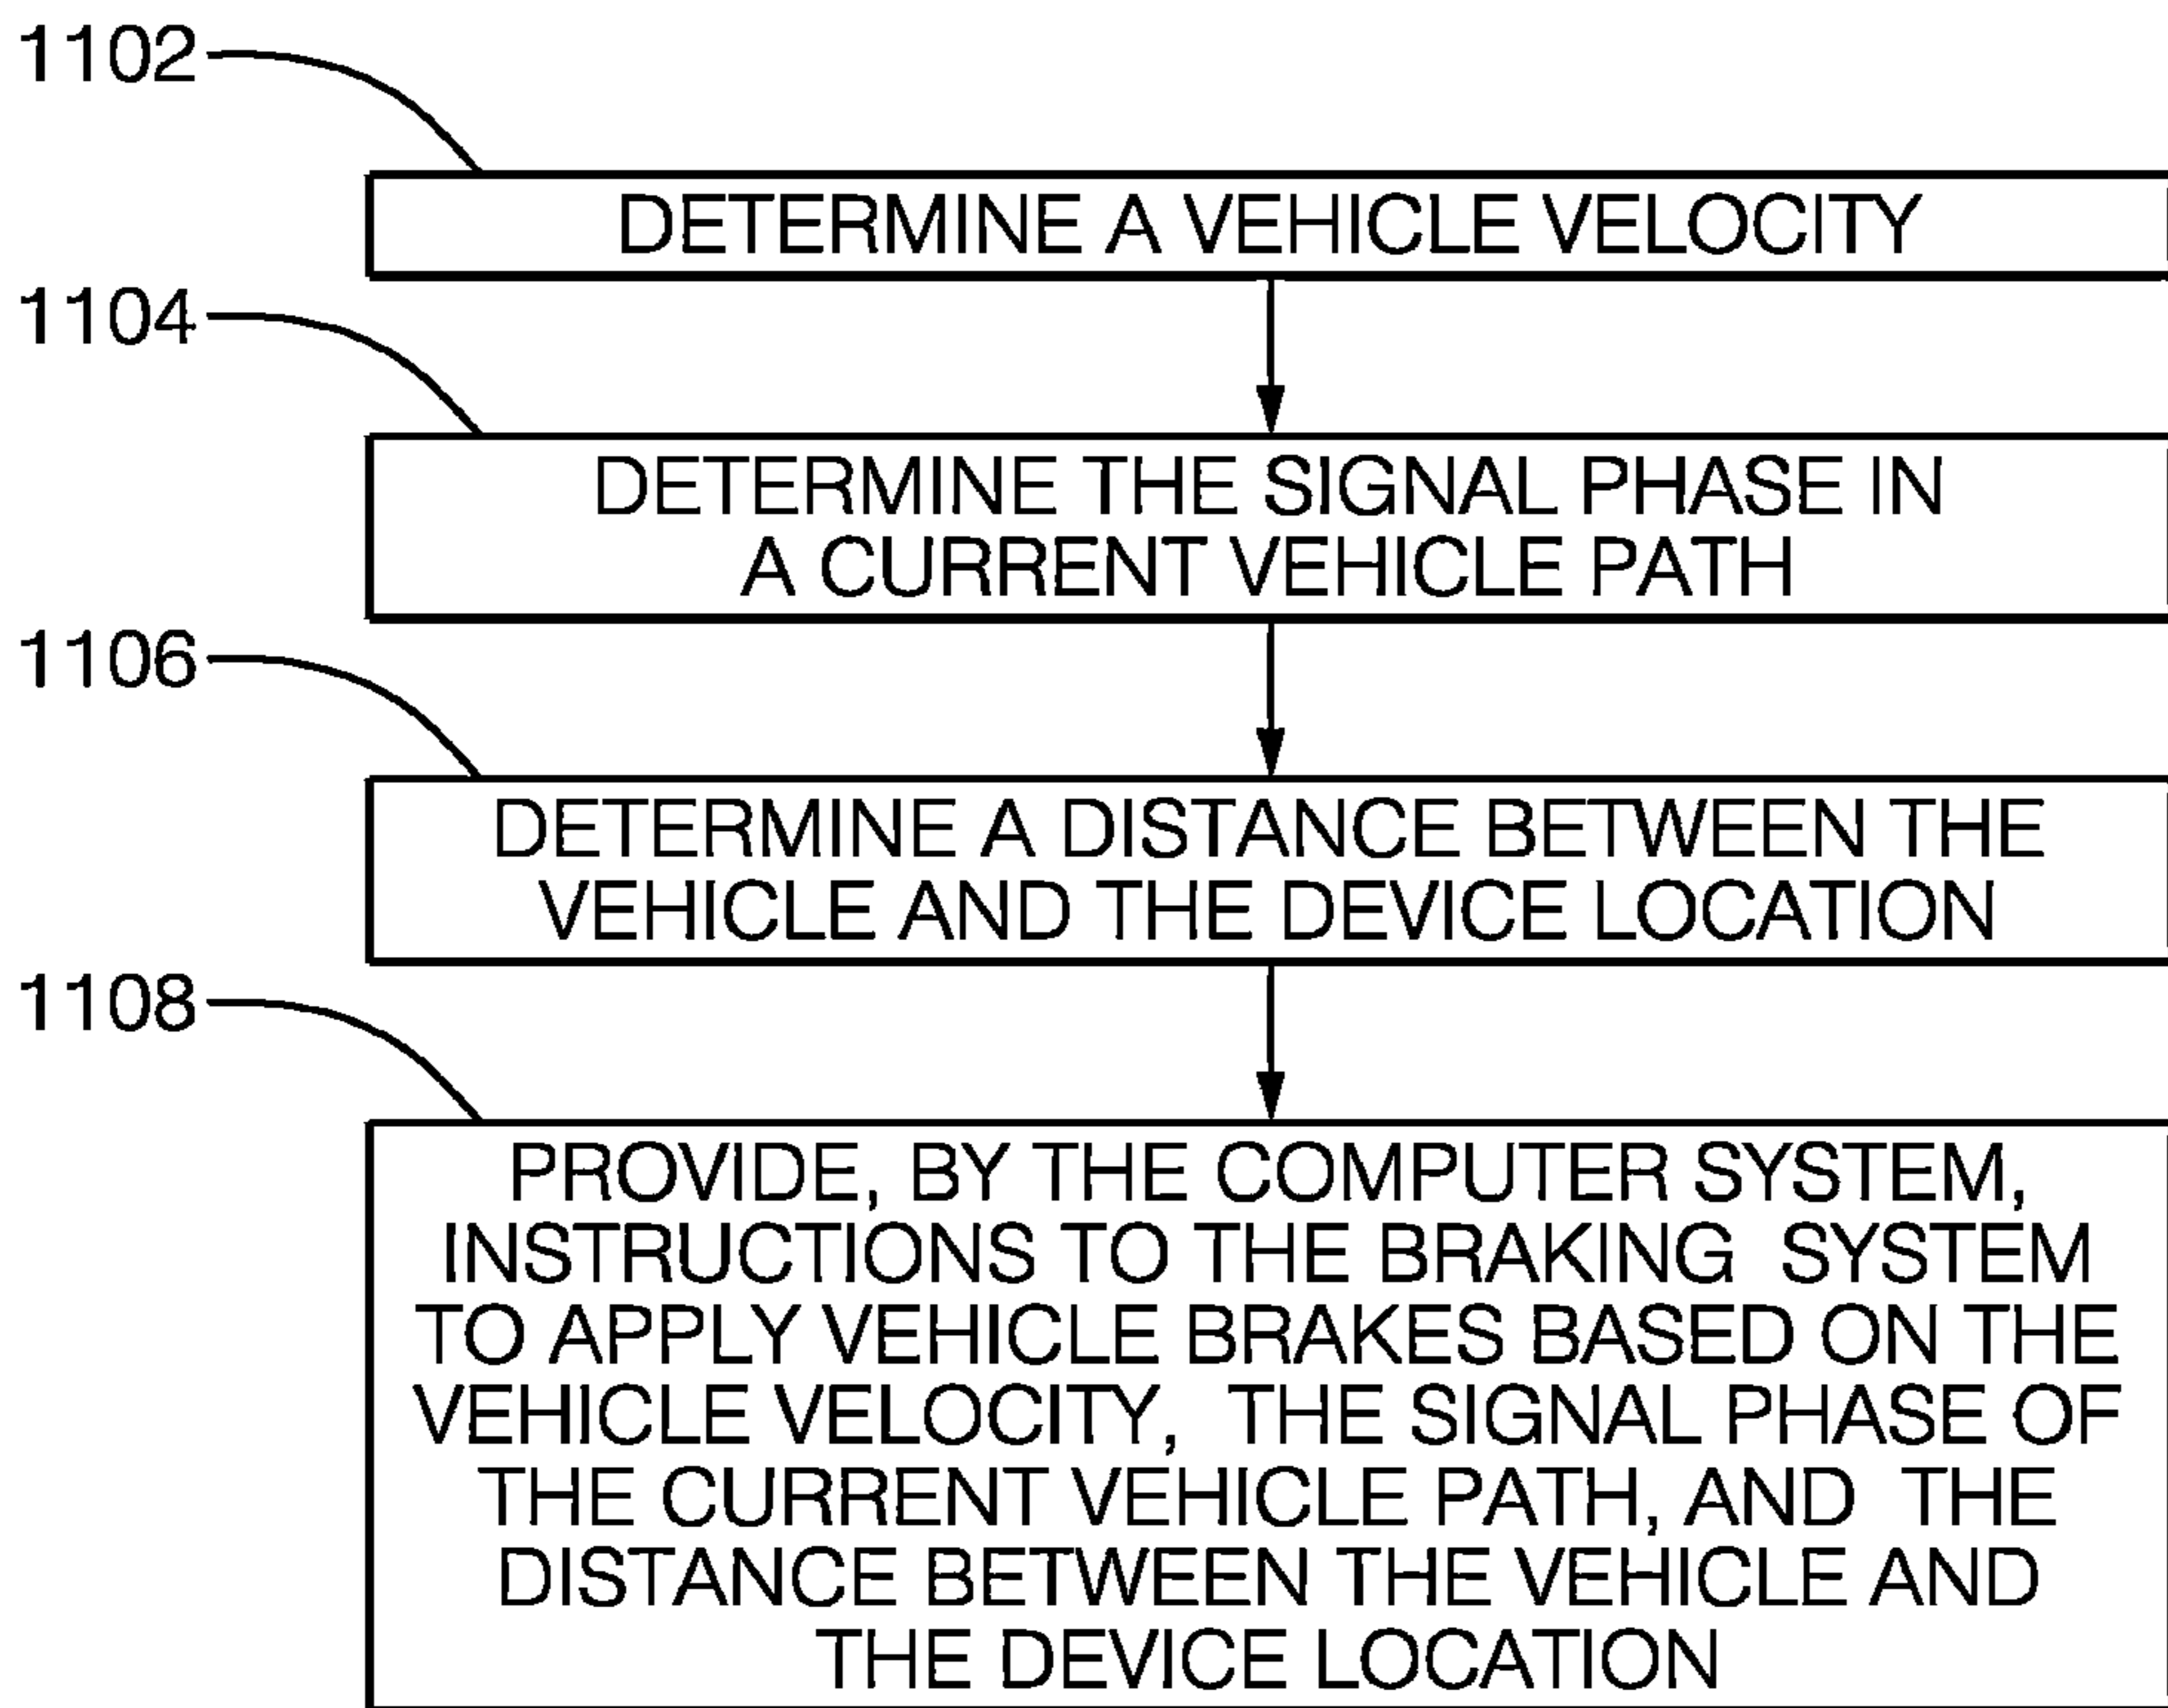 1102
DETERMINE A VEHICLE VELOCITY
1104
DETERMINE THE SIGNAL PHASE IN
A CURRENT VEHICLE PATH
1106
DETERMINE A DISTANCE BETWEEN THE
VEHICLE AND THE DEVICE LOCATION
1108
PROVIDE, BY THE COMPUTER SYSTEM,
INSTRUCTIONS TO THE BRAKING SYSTEM
TO APPLY VEHICLE BRAKES BASED ON THE
VEHICLE VELOCITY, THE SIGNAL PHASE OF
THE CURRENT VEHICLE PATH, AND THE
DISTANCE BETWEEN THE VEHICLE AND
THE DEVICE LOCATION